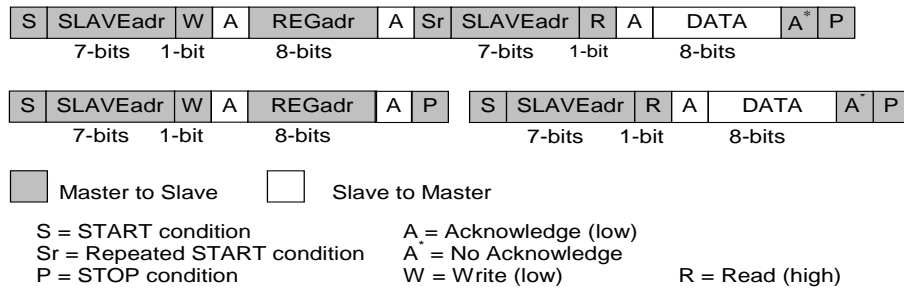 S SLAVEadr W A REGadr A Sr SLAVEadr R A DATA A* P
7-bits 1-bit 8-bits 7-bits 1-bit 8-bits
S SLAVEadr W A REGadr A P S SLAVEadr R A DATA A* P
7-bits 1-bit 8-bits 7-bits 1-bit 8-bits
Master to Slave Slave to Master
S = START condition A = Acknowledge (low)
Sr = Repeated START condition A* = No Acknowledge
P = STOP condition W = Write (low) R = Read (high)